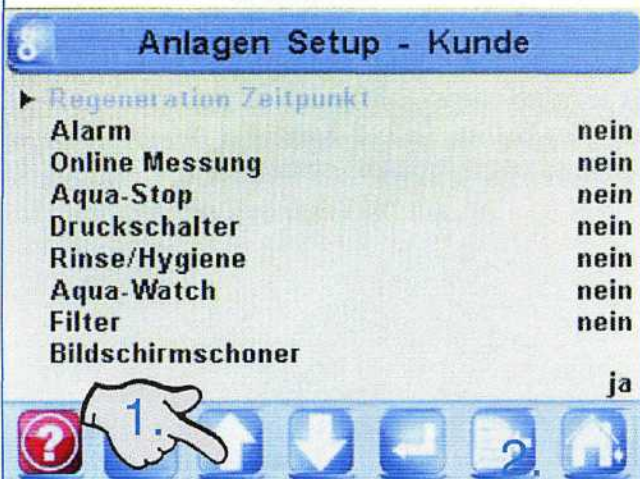 Anlagen Setup - Kunde
Regeneration Zeitpunkt
Alarm nein
Online Messung nein
Aqua-Stop nein
Druckschalter nein
Rinse/Hygiene nein
Aqua-Watch nein
Filter nein
Bildschirmschoner
ja
?
1.
2.